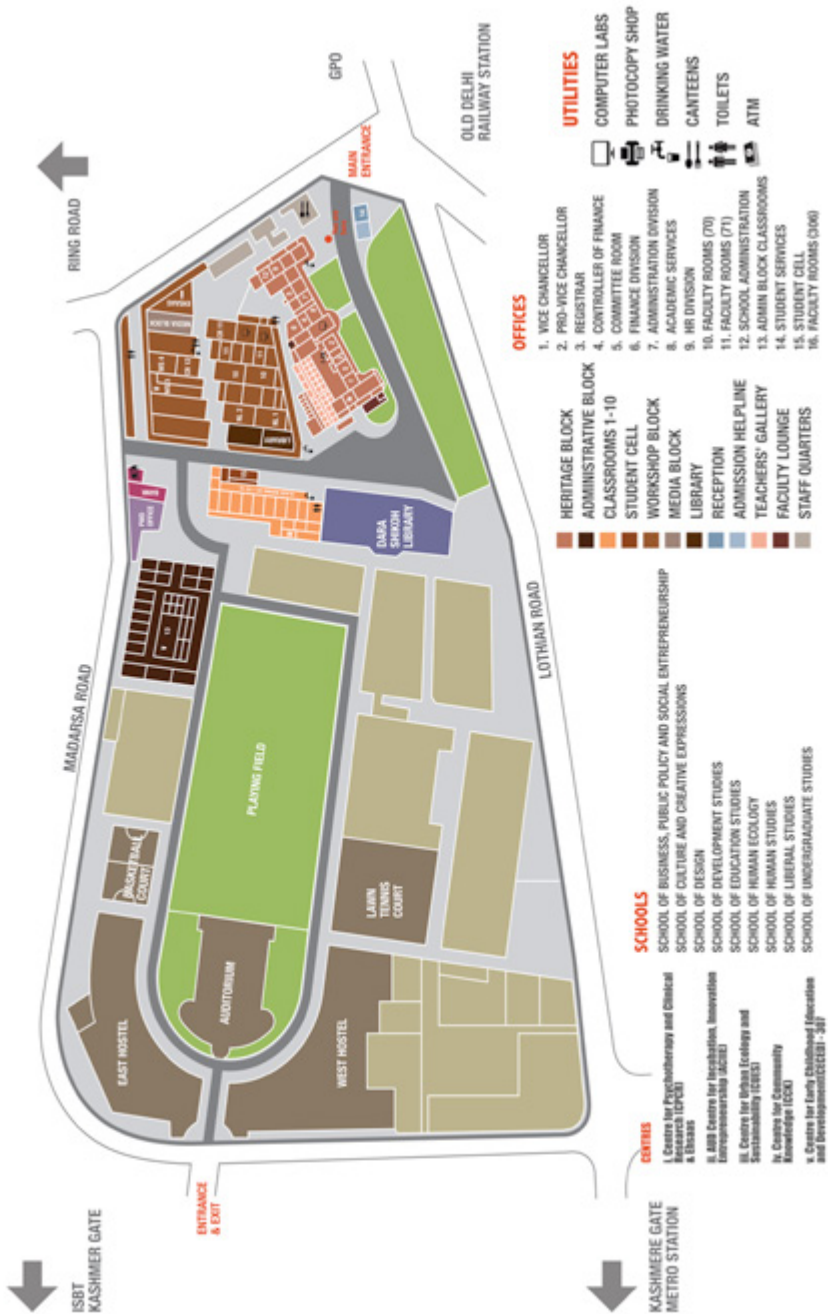 RING ROAD
GPO
OLD DELHI
RAILWAY STATION
MAIN
ENTRANCE
MADARSA ROAD
LOTHIAN ROAD
MEDIA BLOCK
LIBRARY
BANK
PWD
OFFICE
DARA
SHIKOH
LIBRARY
PLAYING FIELD
BASKETBALL
COURT
LAWN
TENNIS
COURT
AUDITORIUM
EAST HOSTEL
WEST HOSTEL
ENTRANCE
& EXIT
ISBT
KASHMER GATE
KASHMERE GATE
METRO STATION
CENTRES
i. Centre for Psychotherapy and Clinical
Research (CPCR)
& Ehsaas
ii. AUD Centre for Incubation, Innovation
Entrepreneurship (ACIIE)
iii. Centre for Urban Ecology and
Sustainability (CUES)
iv. Centre for Community
Knowledge (CCK)
v. Centre for Early Childhood Education
and Development(CECED) - 307
SCHOOLS
SCHOOL OF BUSINESS, PUBLIC POLICY AND SOCIAL ENTREPRENEURSHIP
SCHOOL OF CULTURE AND CREATIVE EXPRESSIONS
SCHOOL OF DESIGN
SCHOOL OF DEVELOPMENT STUDIES
SCHOOL OF EDUCATION STUDIES
SCHOOL OF HUMAN ECOLOGY
SCHOOL OF HUMAN STUDIES
SCHOOL OF LIBERAL STUDIES
SCHOOL OF UNDERGRADUATE STUDIES
HERITAGE BLOCK
ADMINISTRATIVE BLOCK
CLASSROOMS 1-10
STUDENT CELL
WORKSHOP BLOCK
MEDIA BLOCK
LIBRARY
RECEPTION
ADMISSION HELPLINE
TEACHERS' GALLERY
FACULTY LOUNGE
STAFF QUARTERS
OFFICES
1. VICE CHANCELLOR
2. PRO-VICE CHANCELLOR
3. REGISTRAR
4. CONTROLLER OF FINANCE
5. COMMITTEE ROOM
6. FINANCE DIVISION
7. ADMINISTRATION DIVISION
8. ACADEMIC SERVICES
9. HR DIVISION
10. FACULTY ROOMS (70)
11. FACULTY ROOMS (71)
12. SCHOOL ADMINISTRATION
13. ADMIN BLOCK CLASSROOMS
14. STUDENT SERVICES
15. STUDENT CELL
16. FACULTY ROOMS (306)
UTILITIES
COMPUTER LABS
PHOTOCOPY SHOP
DRINKING WATER
CANTEENS
TOILETS
ATM